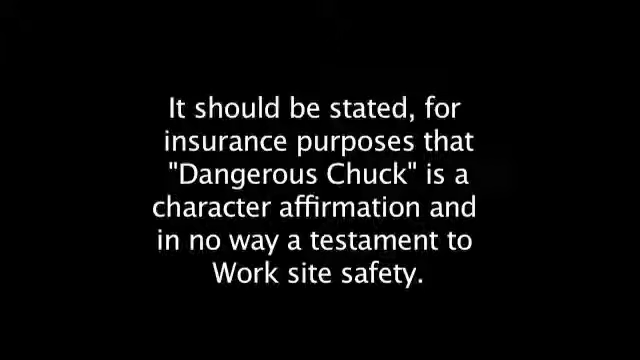 It should be stated, for
insurance purposes that
"Dangerous Chuck" is a
character affirmation and
in no way a testament to
Work site safety.